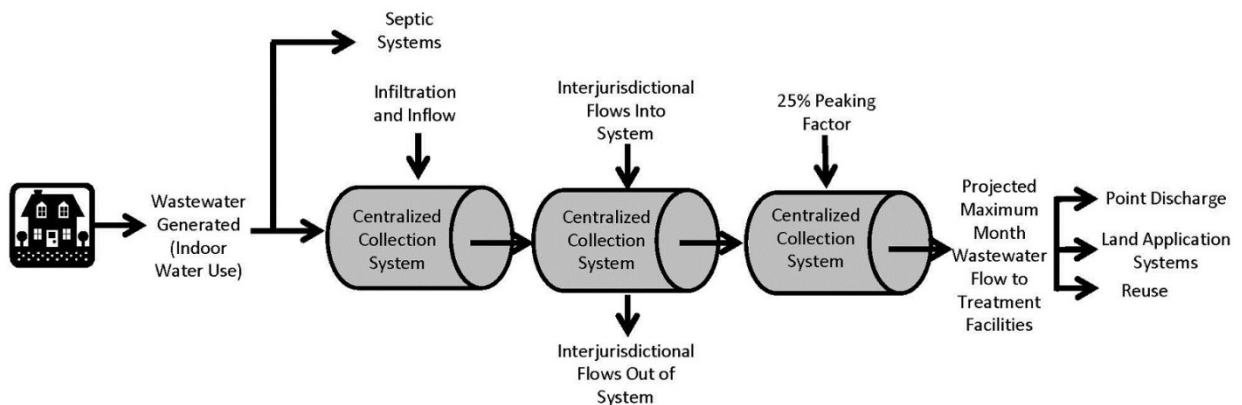 Septic
Systems
Infiltration
and Inflow
Interjurisdictional
Flows Into
System
25% Peaking
Factor
Wastewater
Generated
(Indoor
Water Use)
Centralized
Collection
System
Centralized
Collection
System
Centralized
Collection
System
Projected
Maximum
Month
Wastewater
Flow to
Treatment
Facilities
Point Discharge
Land Application
Systems
Reuse
Interjurisdictional
Flows Out of
System